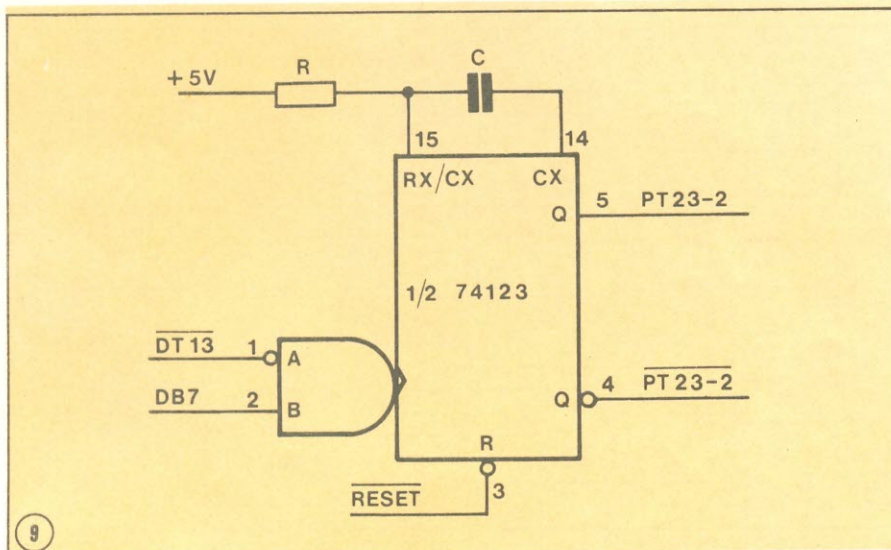 C
R
+5V
15
14
RX/CX
CX
Q
5
PT23-2
1/2 74123
DT13
1
A
DB7
2
B
Q
4
PT23-2
R
RESET
3
9